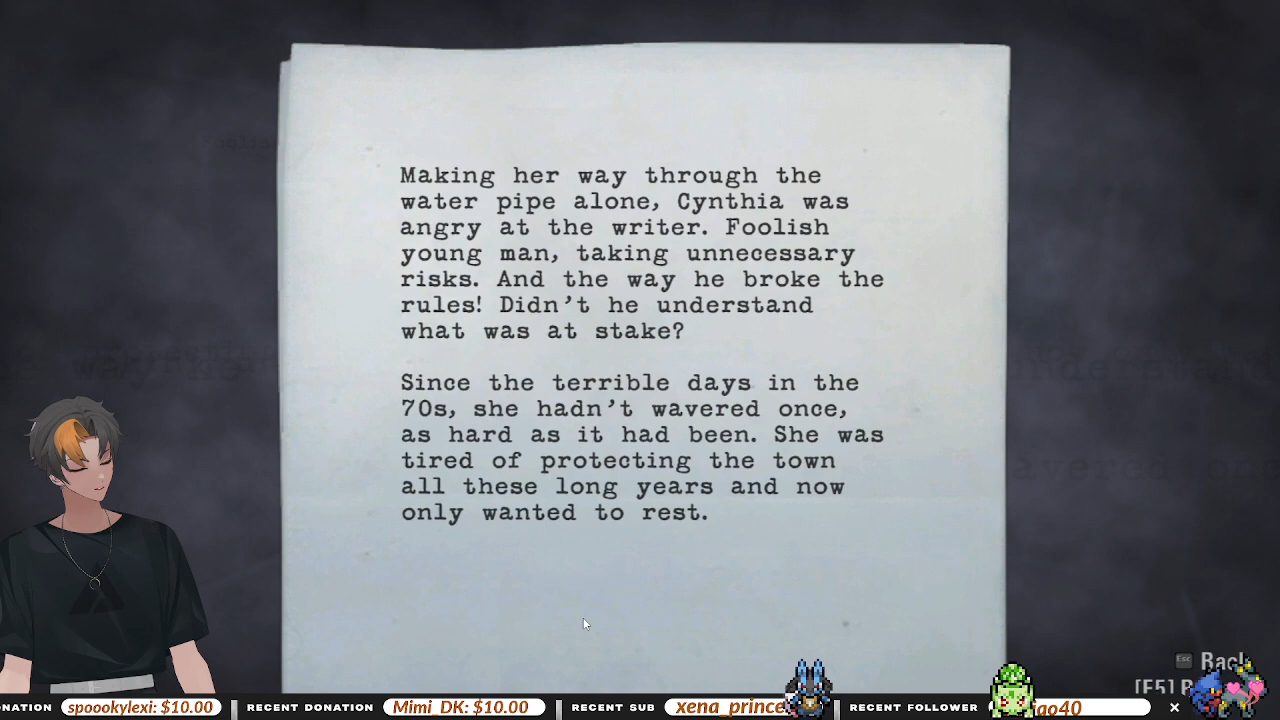 Making her way through the
water pipe alone, Cynthia was
angry at the writer. Foolish
young man, taking unnecessary
risks. And the way he broke the
rules! Didn't he understand
what was at stake?
Since the terrible days in the
70s, she hadn't wavered once,
as hard as it had been. She was
tired of protecting the town
all these long years and now
only wanted to rest.
Esc Back
[F5]
NATION spoookylexi: $10.00 RECENT DONATION Mimi_DK: $10.00 RECENT SUB xena_prince RECENT FOLLOWER ao40